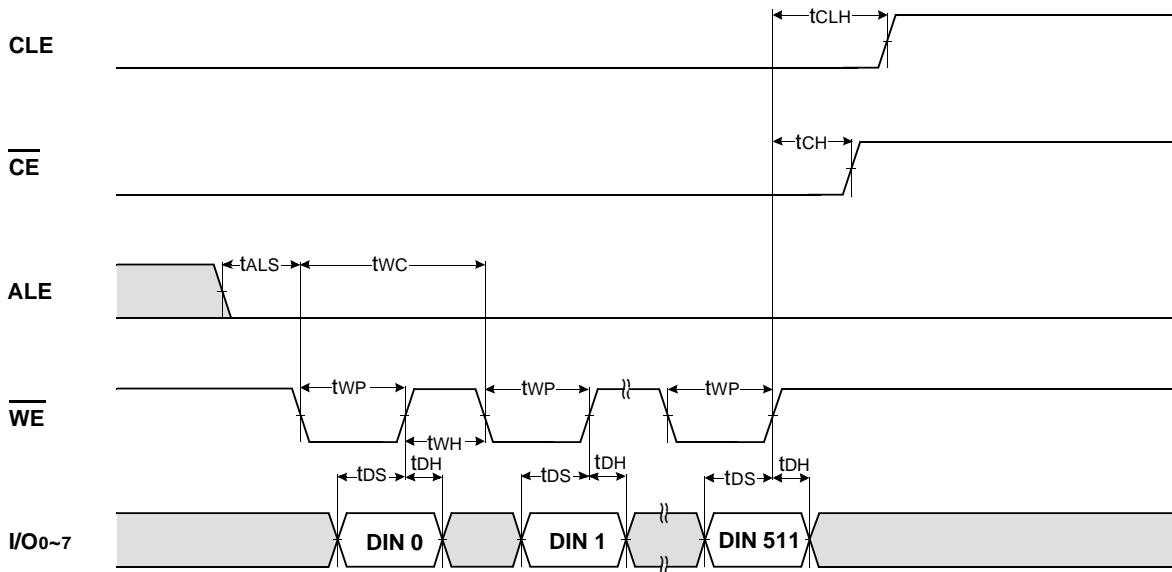 CLE
tCLH
CE
tCH
ALE
tALS
tWC
WE
tWP
tWP
tWP
tWH
tDS
tDH
tDS
tDH
tDS
tDH
I/O0~7
DIN 0
DIN 1
DIN 511